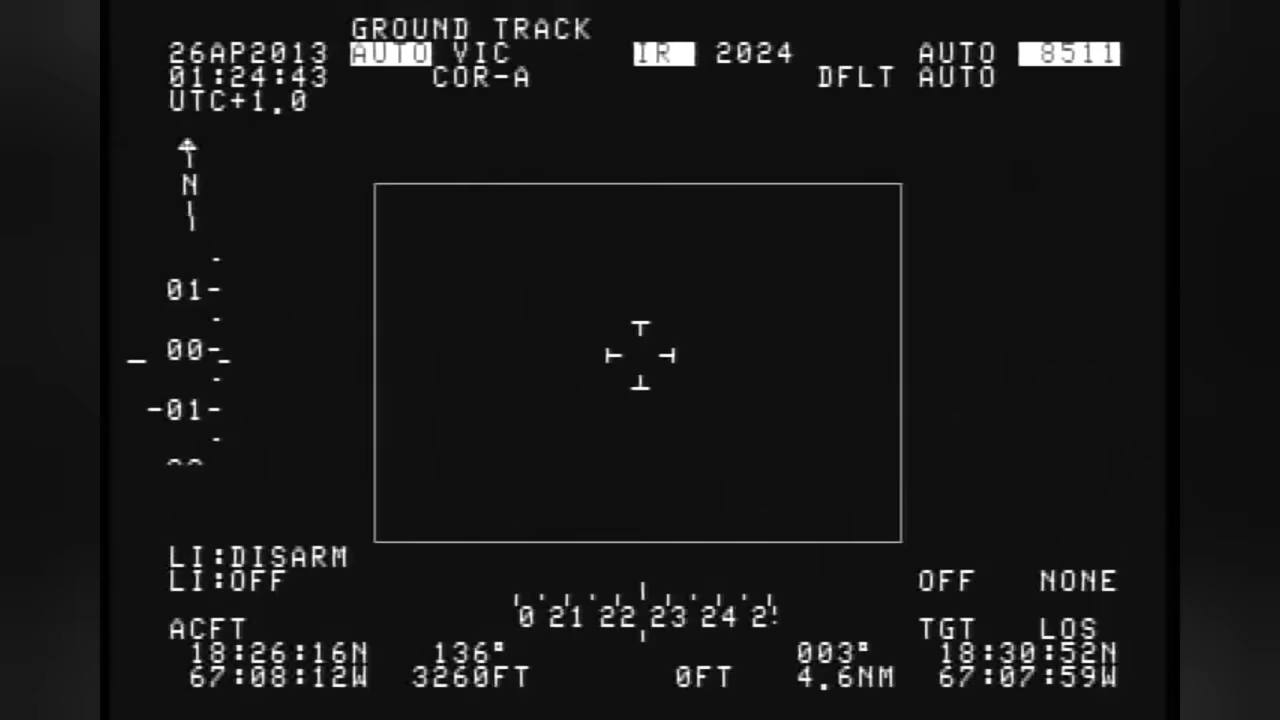 GROUND TRACK
26AP2013 AUTO VIC IR 2024 AUTO 8511
01:24:43 COR-A DFLT AUTO
UTC+1.0
N
01-
00-
-01-
LI:DISARM
LI:OFF OFF NONE
0 21 22 23 24 2
ACFT TGT LOS
18:26:16N 136° 003° 18:30:52N
67:08:12W 3260FT 0FT 4.6NM 67:07:59W